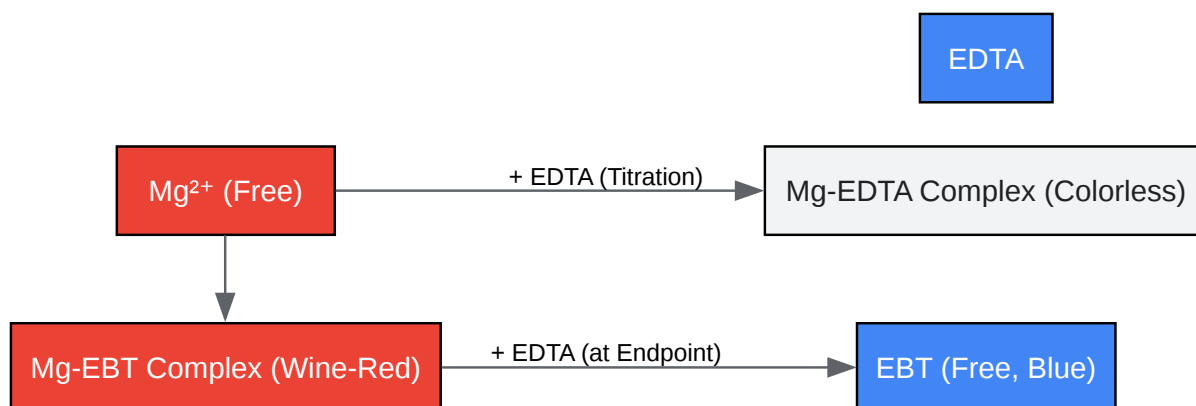 EDTA
Mg²⁺ (Free)
+ EDTA (Titration)
Mg-EDTA Complex (Colorless)
Mg-EBT Complex (Wine-Red)
+ EDTA (at Endpoint)
EBT (Free, Blue)